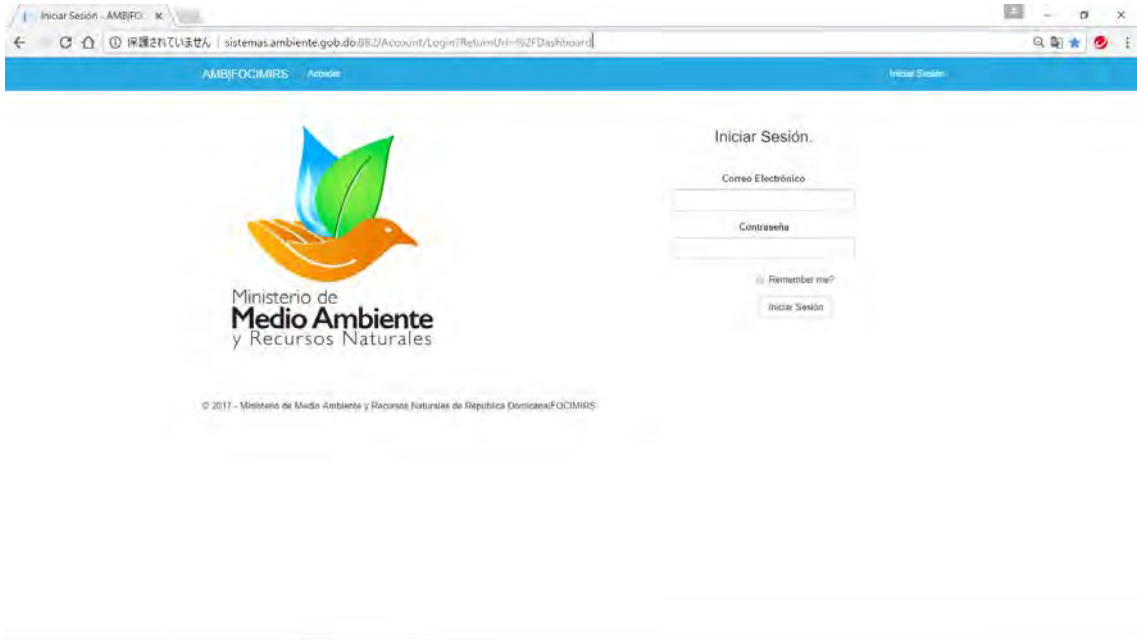 Iniciar Sesión - AMB|FO
保護されていません | sistemas.ambiente.gob.do:882/Account/Login?ReturnUrl=%2FDashboard
AMB|FOCIMIRS Acceder Iniciar Sesión
Iniciar Sesión.
Correo Electrónico
Contraseña
Remember me?
Iniciar Sesión
Ministerio de
Medio Ambiente
y Recursos Naturales
© 2017 - Ministerio de Medio Ambiente y Recursos Naturales de República Dominicana|FOCIMIRS